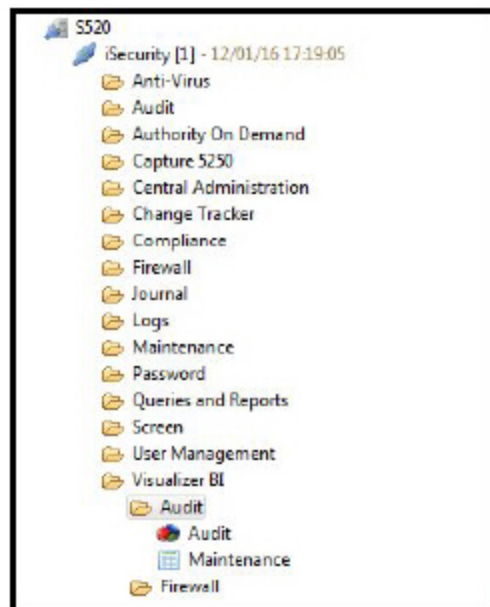 S520
iSecurity [1] - 12/01/16 17:19:05
Anti-Virus
Audit
Authority On Demand
Capture 5250
Central Administration
Change Tracker
Compliance
Firewall
Journal
Logs
Maintenance
Password
Queries and Reports
Screen
User Management
Visualizer BI
Audit
Audit
Maintenance
Firewall